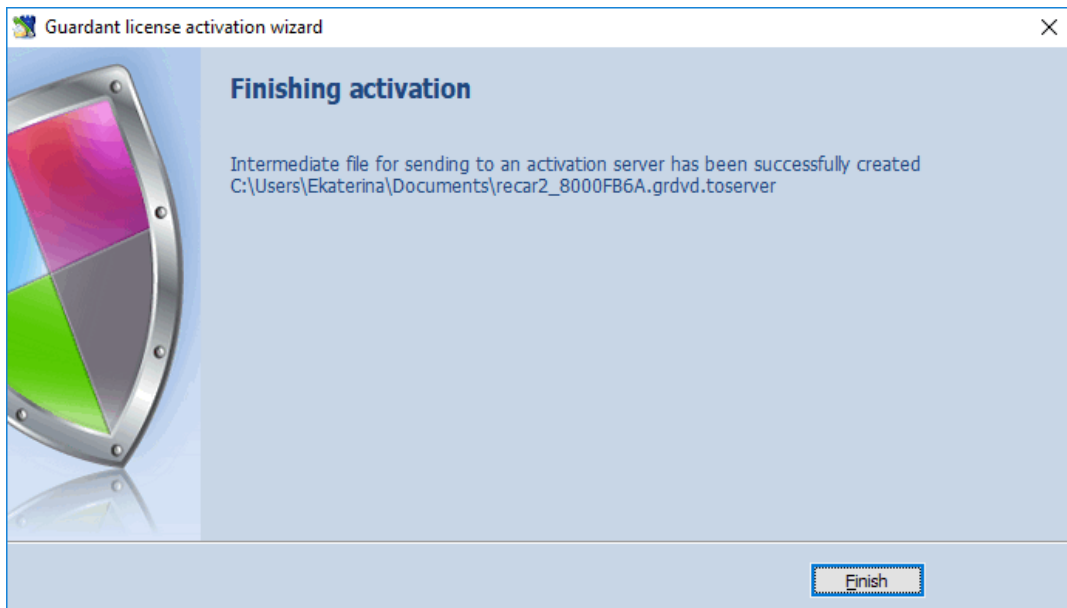 Guardant license activation wizard
Finishing activation
Intermediate file for sending to an activation server has been successfully created
C:\Users\Ekaterina\Documents\recar2_8000FB6A.grdvd.toserver
Finish